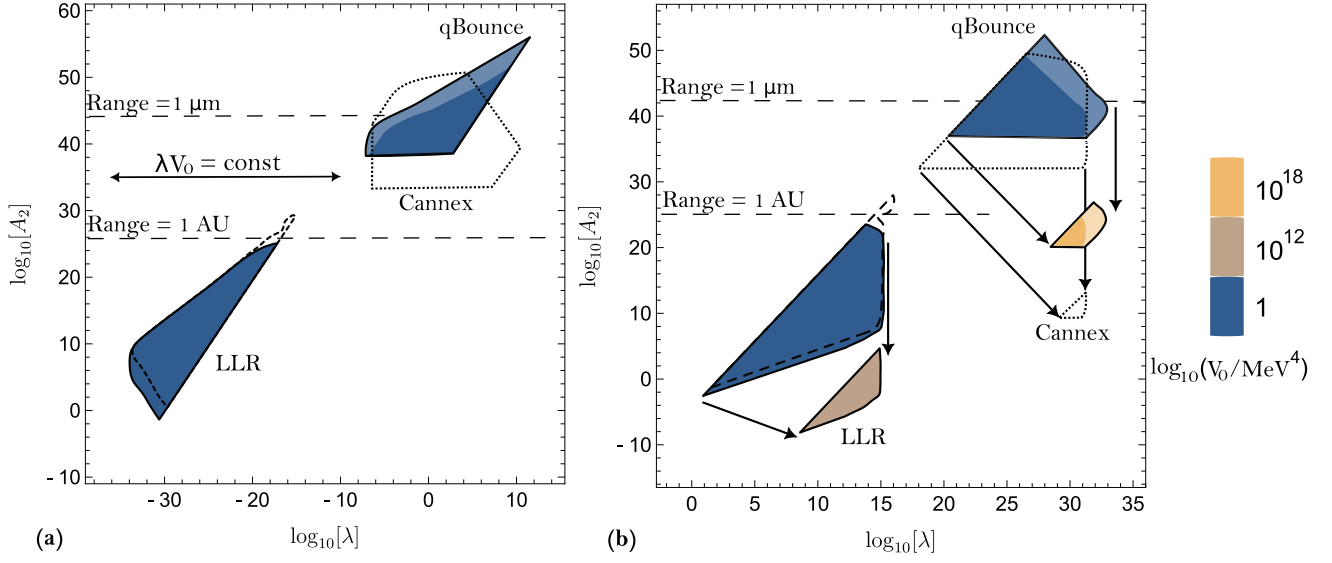 qBounce
Range = 1 μm
λV₀ = const
Cannex
Range = 1 AU
LLR
log₁₀[A₂]
60
50
40
30
20
10
0
-10
-30
-20
-10
0
10
log₁₀[λ]
(a)
qBounce
Range = 1 μm
Range = 1 AU
Cannex
LLR
log₁₀[A₂]
50
40
30
20
10
0
-10
0
5
10
15
20
25
30
35
log₁₀[λ]
(b)
10¹⁸
10¹²
1
log₁₀(V₀/MeV⁴)